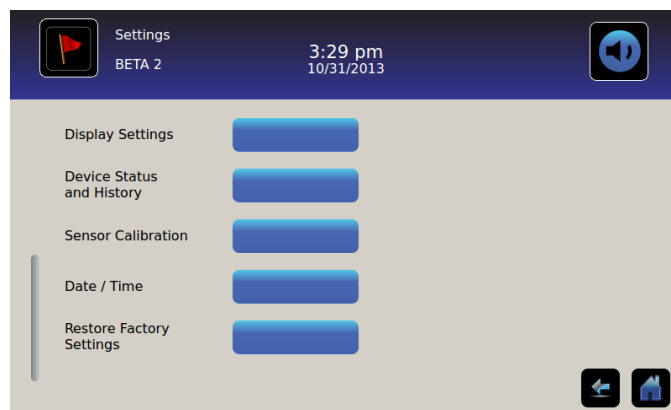 Settings
BETA 2
3:29 pm
10/31/2013
Display Settings
Device Status
and History
Sensor Calibration
Date / Time
Restore Factory
Settings